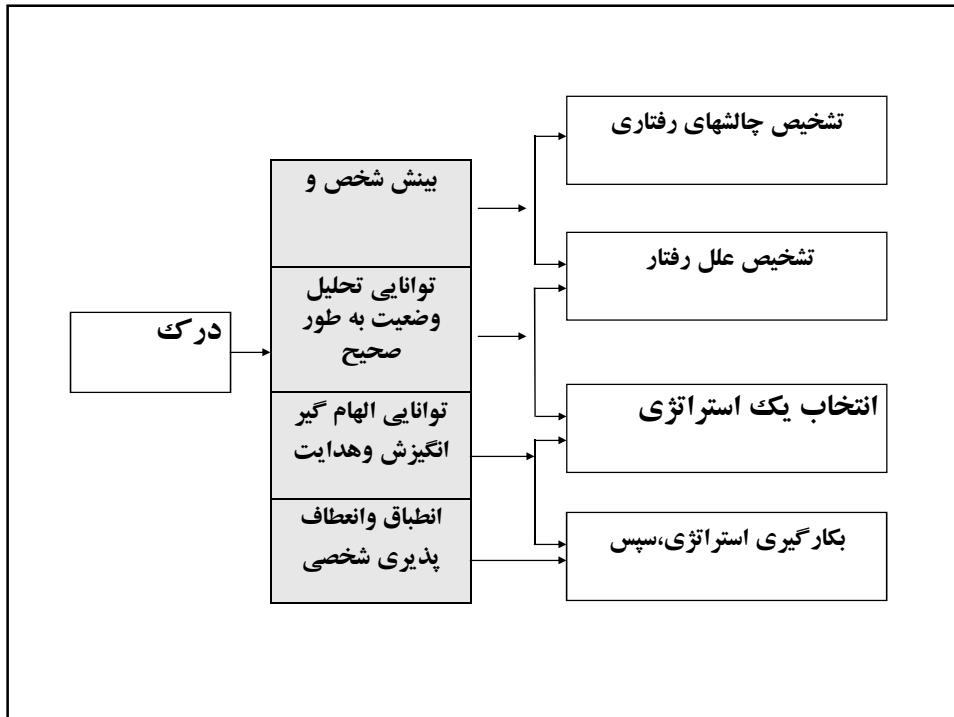 درک
بینش شخص و
توانایی تحلیل
وضعیت به طور
صحیح
توانایی الهام گیر
انگیزش وهدایت
انطباق وانعطاف
پذیری شخصی
تشخیص چالشهای رفتاری
تشخیص علل رفتار
انتخاب یک استراتژی
بکارگیری استراتژی،سپس